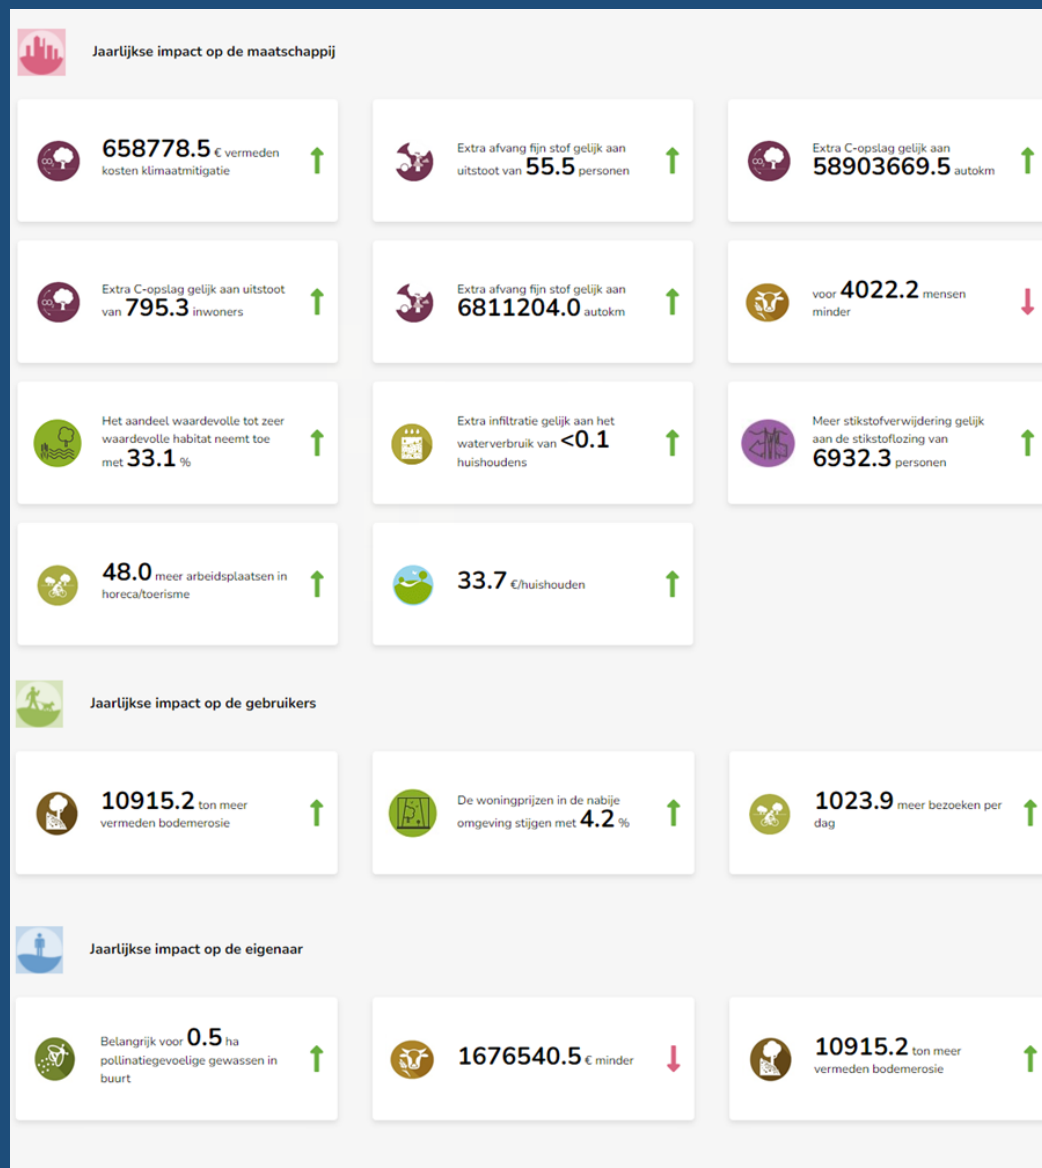 Jaarlijkse impact op de maatschappij
658778.5 € vermeden
kosten klimaatmitigatie
Extra afvang fijn stof gelijk aan
uitstoot van 55.5 personen
Extra C-opslag gelijk aan
58903669.5 autokm
Extra C-opslag gelijk aan uitstoot
van 795.3 inwoners
Extra afvang fijn stof gelijk aan
6811204.0 autokm
voor 4022.2 mensen
minder
Het aandeel waardevolle tot zeer
waardevolle habitat neemt toe
met 33.1 %
Extra infiltratie gelijk aan het
waterverbruik van <0.1
huishoudens
Meer stikstofverwijdering gelijk
aan de stikstoflozing van
6932.3 personen
48.0 meer arbeidsplaatsen in
horeca/toerisme
33.7 €/huishouden
Jaarlijkse impact op de gebruikers
10915.2 ton meer
vermeden bodemerosie
De woningprijzen in de nabije
omgeving stijgen met 4.2 %
1023.9 meer bezoeken per
dag
Jaarlijkse impact op de eigenaar
Belangrijk voor 0.5 ha
pollinatiegevoelige gewassen in
buurt
1676540.5 € minder
10915.2 ton meer
vermeden bodemerosie